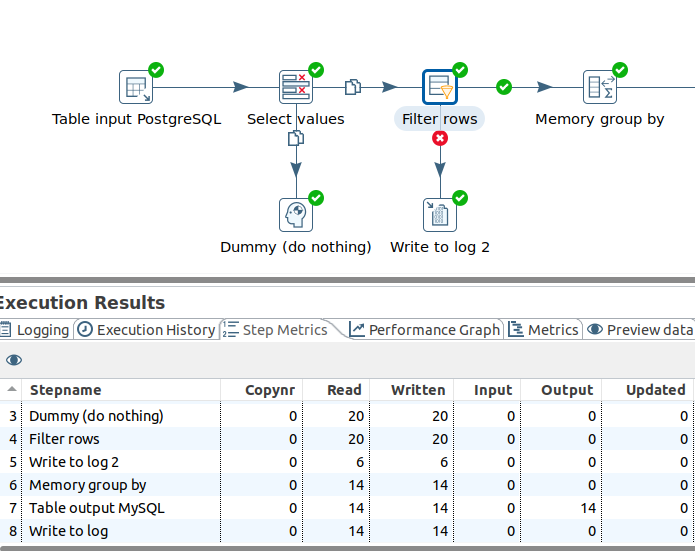 Table input PostgreSQL
Select values
Filter rows
Memory group by
Dummy (do nothing)
Write to log 2
Execution Results
Logging Execution History Step Metrics Performance Graph Metrics Preview data
Stepname Copynr Read Written Input Output Updated
3 Dummy (do nothing) 0 20 20 0 0 0
4 Filter rows 0 20 20 0 0 0
5 Write to log 2 0 6 6 0 0 0
6 Memory group by 0 14 14 0 0 0
7 Table output MySQL 0 14 14 0 14 0
8 Write to log 0 14 14 0 0 0